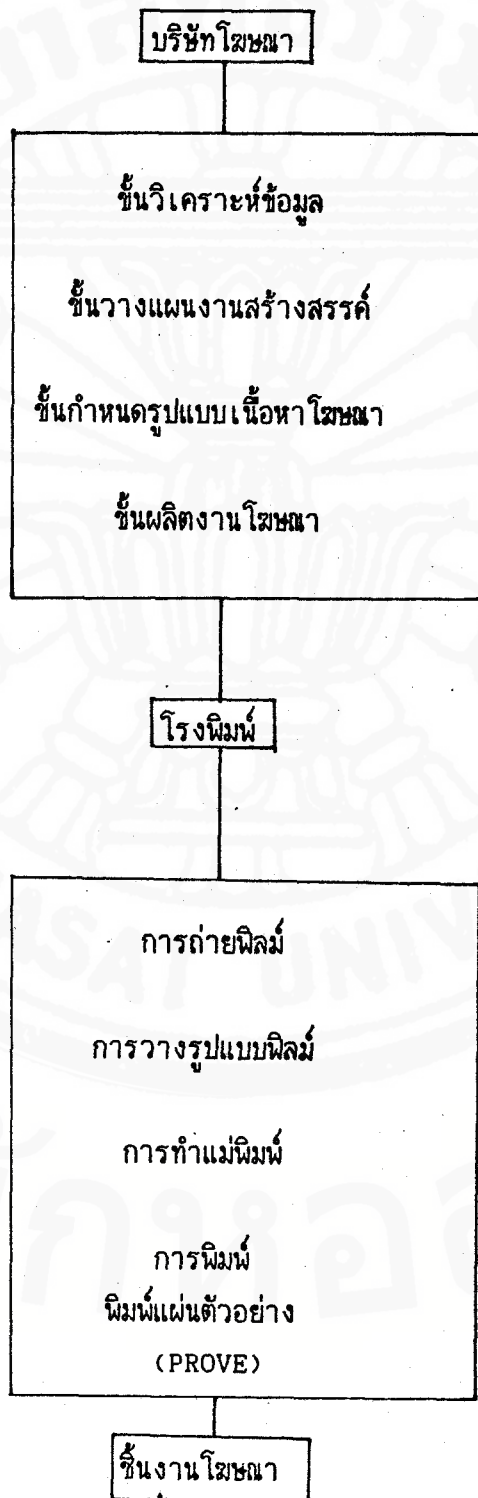 บริษัทโฆษณา
ขั้นวิเคราะห์ข้อมูล
ขั้นวางแผนงานสร้างสรรค์
ขั้นกำหนดรูปแบบเนื้อหาโฆษณา
ขั้นผลิตงานโฆษณา
โรงพิมพ์
การถ่ายฟิลม์
การวางรูปแบบฟิลม์
การทำแม่พิมพ์
การพิมพ์
พิมพ์แผ่นตัวอย่าง
(PROVE)
ชิ้นงานโฆษณา